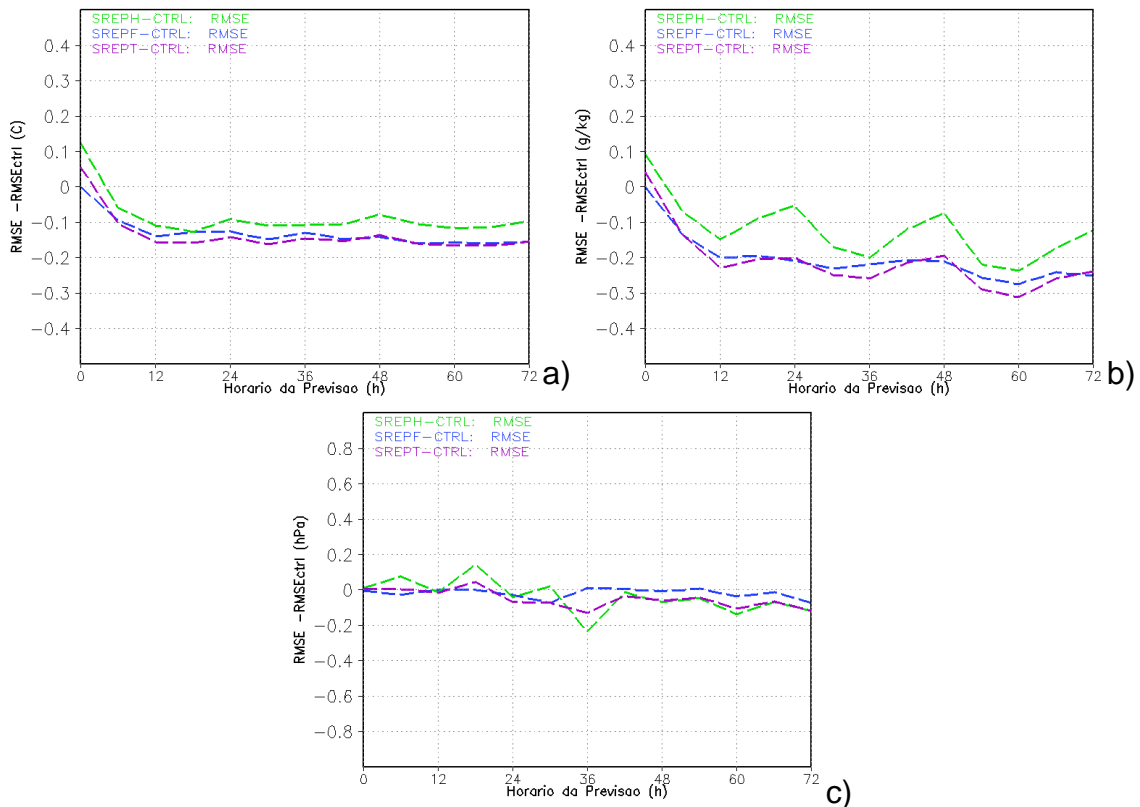 SREPH-CTRL: RMSE
SREPF-CTRL: RMSE
SREPT-CTRL: RMSE
0.4
0.3
0.2
0.1
0
-0.1
-0.2
-0.3
-0.4
RMSE -RMSEctrl (C)
0 12 24 36 48 60 72
Horario da Previsao (h)
a)
SREPH-CTRL: RMSE
SREPF-CTRL: RMSE
SREPT-CTRL: RMSE
0.4
0.3
0.2
0.1
0
-0.1
-0.2
-0.3
-0.4
RMSE -RMSEctrl (g/kg)
0 12 24 36 48 60 72
Horario da Previsao (h)
b)
SREPH-CTRL: RMSE
SREPF-CTRL: RMSE
SREPT-CTRL: RMSE
0.8
0.6
0.4
0.2
0
-0.2
-0.4
-0.6
-0.8
RMSE -RMSEctrl (hPa)
0 12 24 36 48 60 72
Horario da Previsao (h)
c)